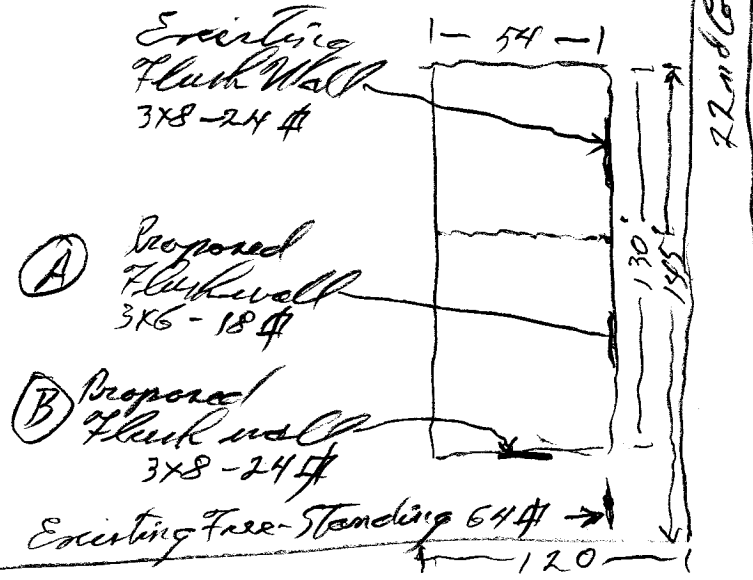 Existing
Flush Wall
3x8 - 24 ⏍
|- 54 -|
22nd
A
Proposed
Flushwall
3x6 - 18 ⏍
130'
145'
B
Proposed
Flush wall
3x8 - 24 ⏍
Existing Free-Standing 64 ⏍ →
120